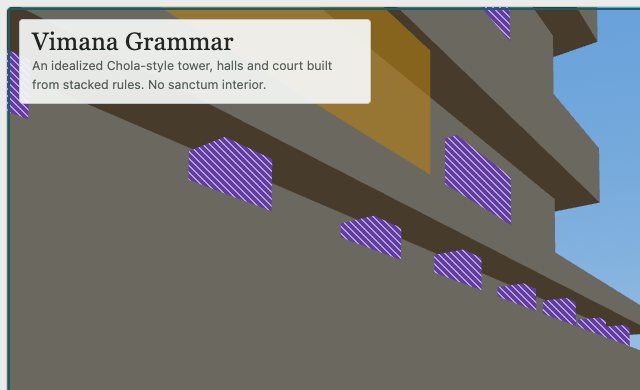 Vimana Grammar
An idealized Chola-style tower, halls and court built
from stacked rules. No sanctum interior.